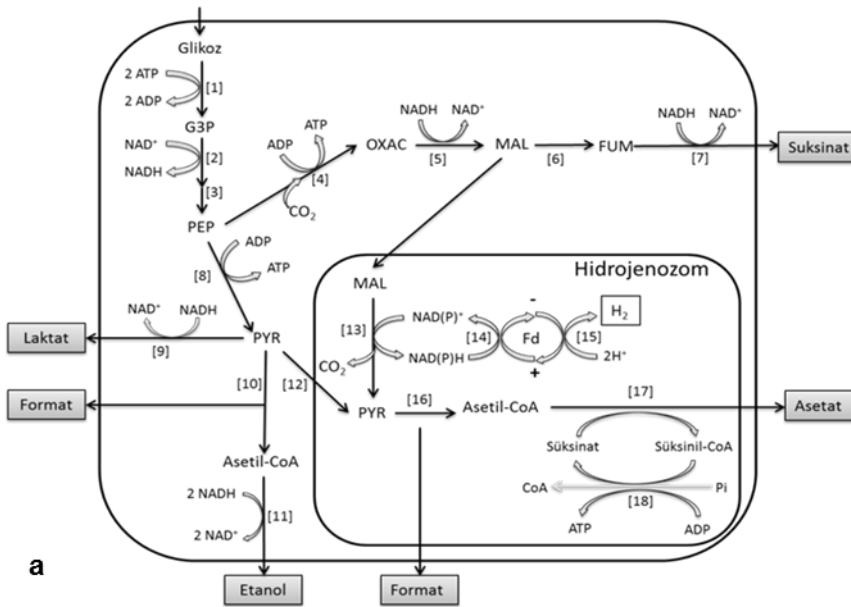 Glikoz
2 ATP
[1]
2 ADP
G3P
NAD⁺
[2]
NADH
[3]
PEP
ADP
ATP
[4]
CO₂
OXAC
NADH
NAD⁺
[5]
MAL
[6]
FUM
NADH
NAD⁺
[7]
Suksinat
[8]
ADP
ATP
NAD⁺
NADH
Laktat
[9]
PYR
[10]
[12]
Format
Asetil-CoA
2 NADH
[11]
2 NAD⁺
Etanol
Hidrojenozom
MAL
[13]
NAD(P)⁺
NAD(P)H
CO₂
[14]
-
Fd
+
[15]
H₂
2H⁺
PYR
[16]
Asetil-CoA
[17]
Asetat
Süksinat
Süksinil-CoA
CoA
Pi
[18]
ATP
ADP
Format
a